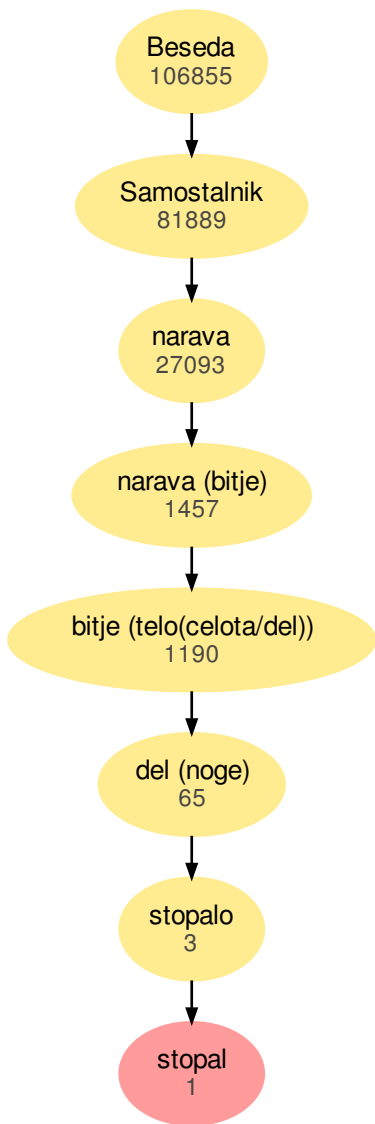 Beseda
106855
Samostalnik
81889
narava
27093
narava (bitje)
1457
bitje (telo(celota/del))
1190
del (noge)
65
stopalo
3
stopal
1